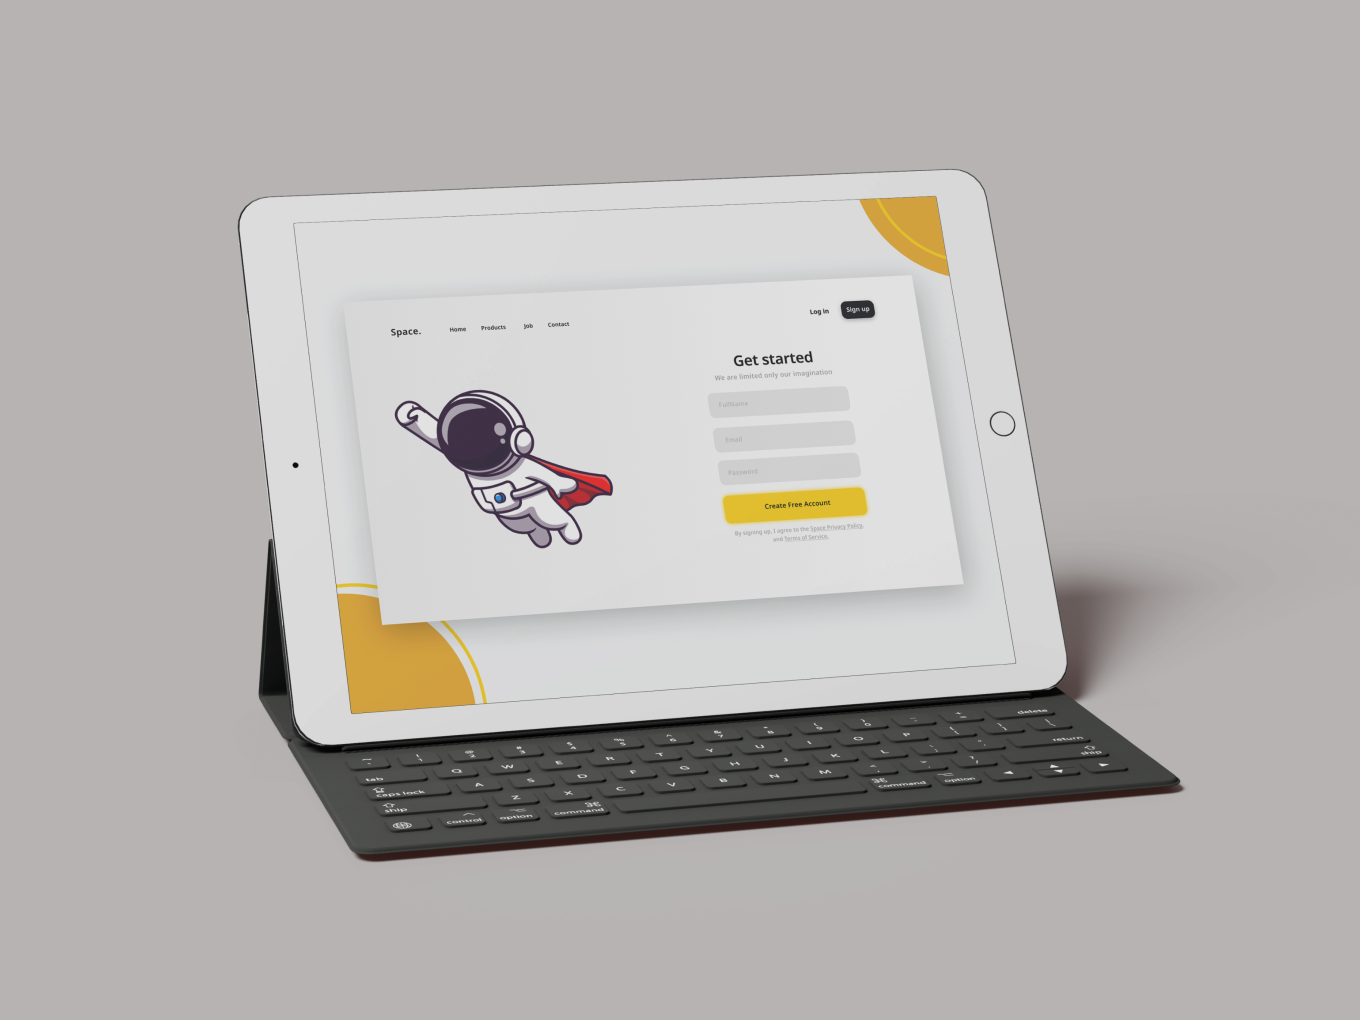 Space. Home Products Job Contact
Log in Sign up
Get started
We are limited only our imagination
FullName
Email
Password
Create Free Account
By signing up, I agree to the Space Privacy Policy,
and Terms of Service.
delete
tab Q W E R T Y U I O P
caps lock A S D F G H J K L return
ship Z X C V B N M ship
control option command command option